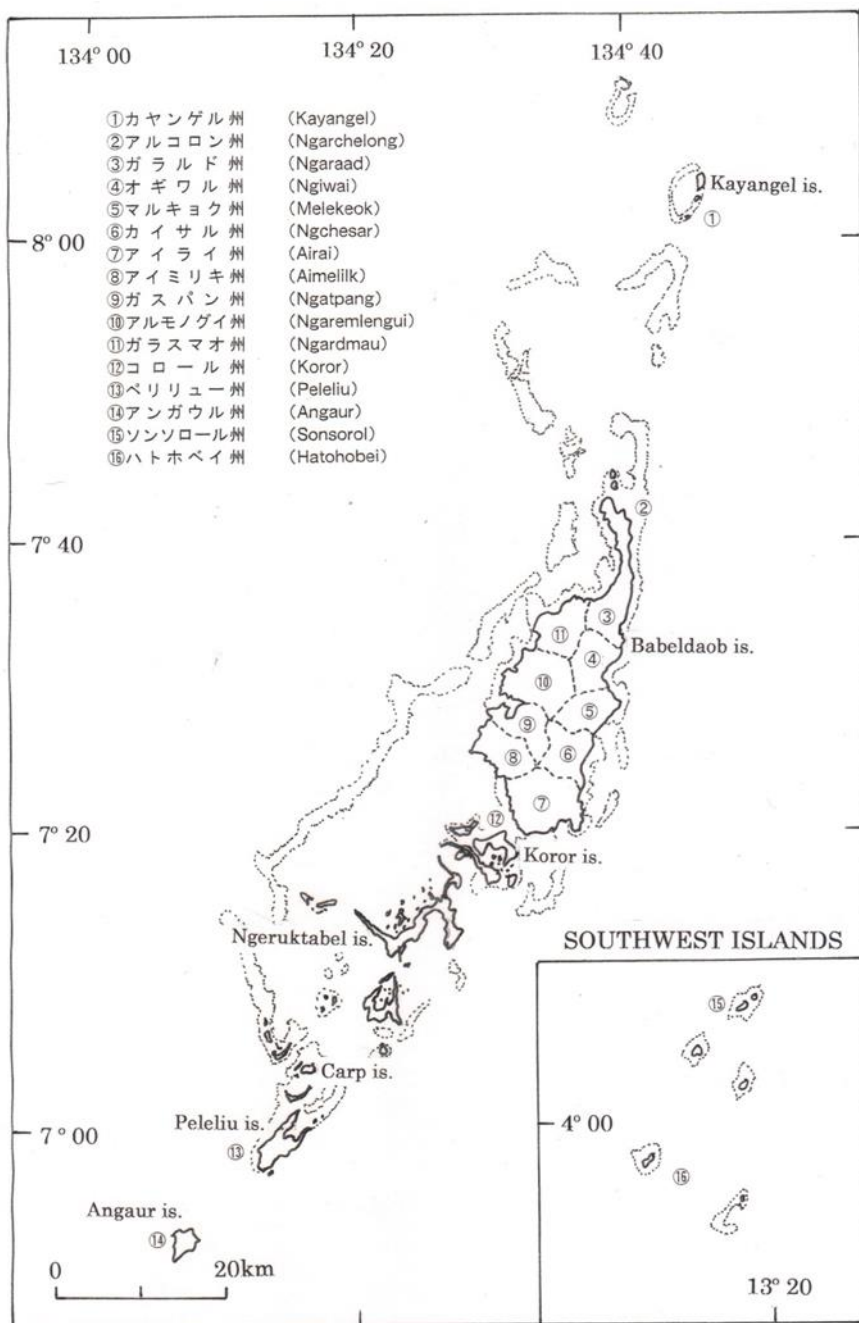 134° 00
134° 20
134° 40
①カヤンゲル州 (Kayangel)
②アルコロン州 (Ngarchelong)
③ガラルド州 (Ngaraad)
④オギワル州 (Ngiwai)
⑤マルキョク州 (Melekeok)
⑥カイサル州 (Ngchesar)
⑦アイライ州 (Airai)
⑧アイミリキ州 (Aimelilk)
⑨ガスパン州 (Ngatpang)
⑩アルモノグイ州 (Ngaremlengui)
⑪ガラスマオ州 (Ngardmau)
⑫コロール州 (Koror)
⑬ペリリュー州 (Peleliu)
⑭アンガウル州 (Angaur)
⑮ソンソロール州 (Sonsorol)
⑯ハトホベイ州 (Hatohobei)
Kayangel is.
①
8° 00
②
7° 40
③
⑪
Babeldaob is.
④
⑩
⑤
⑨
⑥
⑧
⑦
⑫
7° 20
Koror is.
Ngeruktabel is.
SOUTHWEST ISLANDS
⑮
Carp is.
Peleliu is.
4° 00
7° 00
⑬
⑯
Angaur is.
⑭
0 20km
13° 20